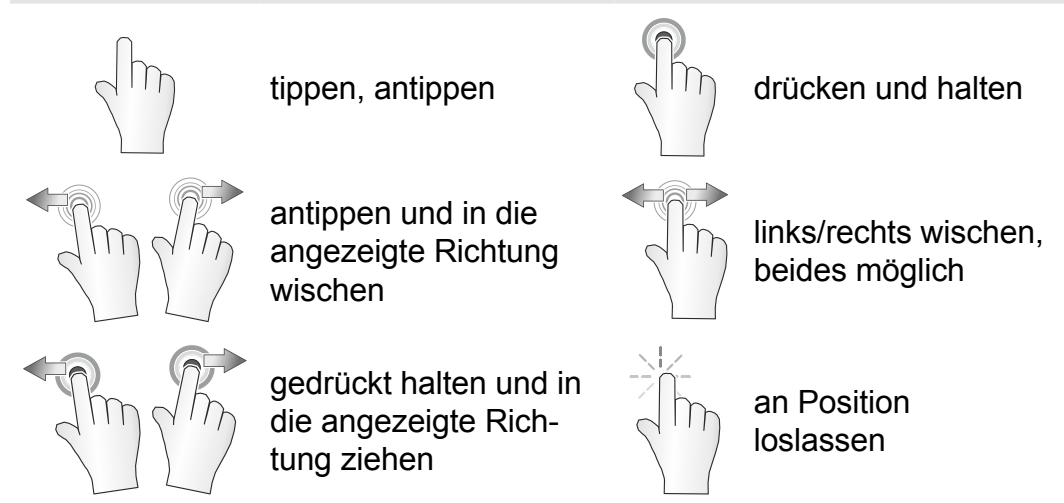 tippen, antippen
drücken und halten
antippen und in die
angezeigte Richtung
wischen
links/rechts wischen,
beides möglich
gedrückt halten und in
die angezeigte Rich-
tung ziehen
an Position
loslassen